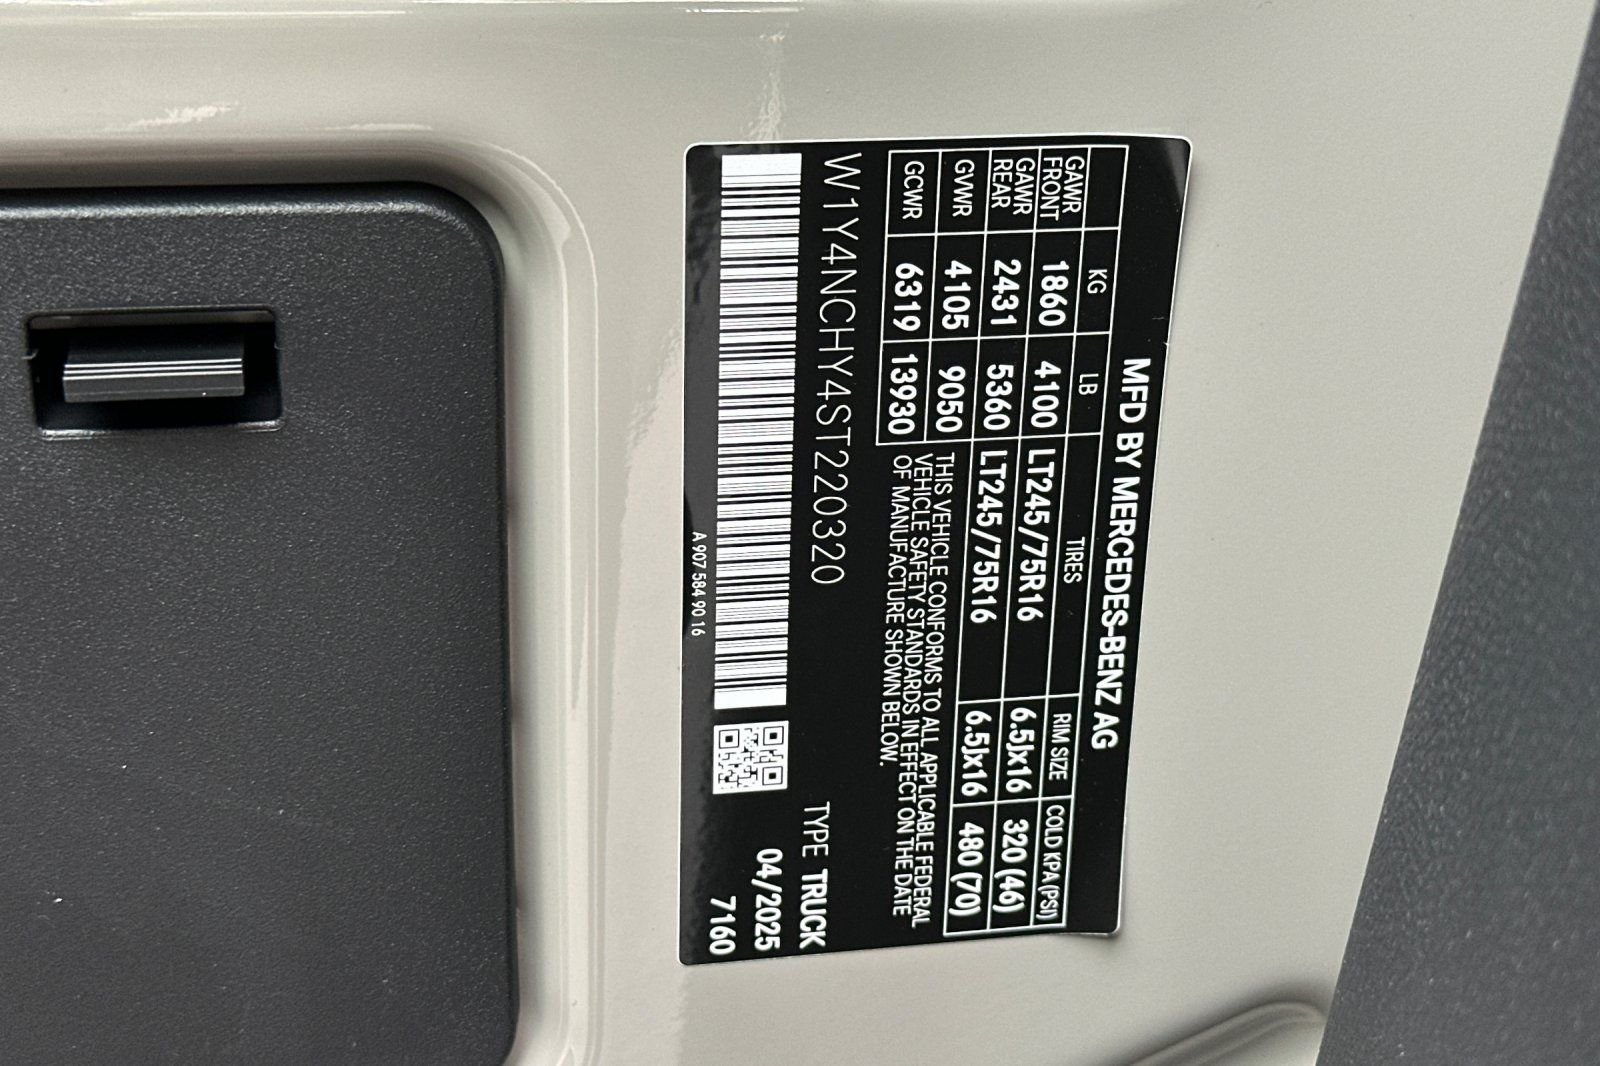 MFD BY MERCEDES-BENZ AG
KG LB TIRES RIM SIZE COLD KPA (PSI)
GAWR FRONT 1860 4100 LT245/75R16 6.5Jx16 320 (46)
GAWR REAR 2431 5360 LT245/75R16 6.5Jx16 480 (70)
GVWR 4105 9050
GCWR 6319 13930
THIS VEHICLE CONFORMS TO ALL APPLICABLE FEDERAL
VEHICLE SAFETY STANDARDS IN EFFECT ON THE DATE
OF MANUFACTURE SHOWN BELOW.
W1Y4NCHY4ST220320
TYPE TRUCK
04/2025
7160
A 907 584 90 16